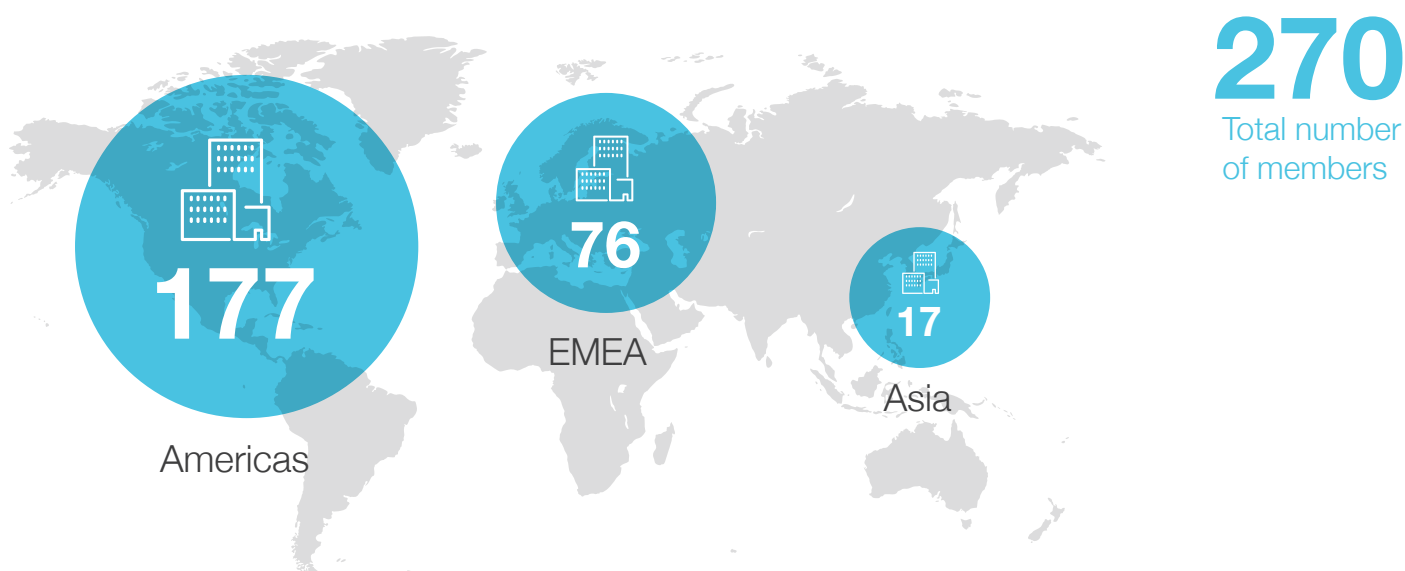 270
Total number
of members
177
Americas
76
EMEA
17
Asia